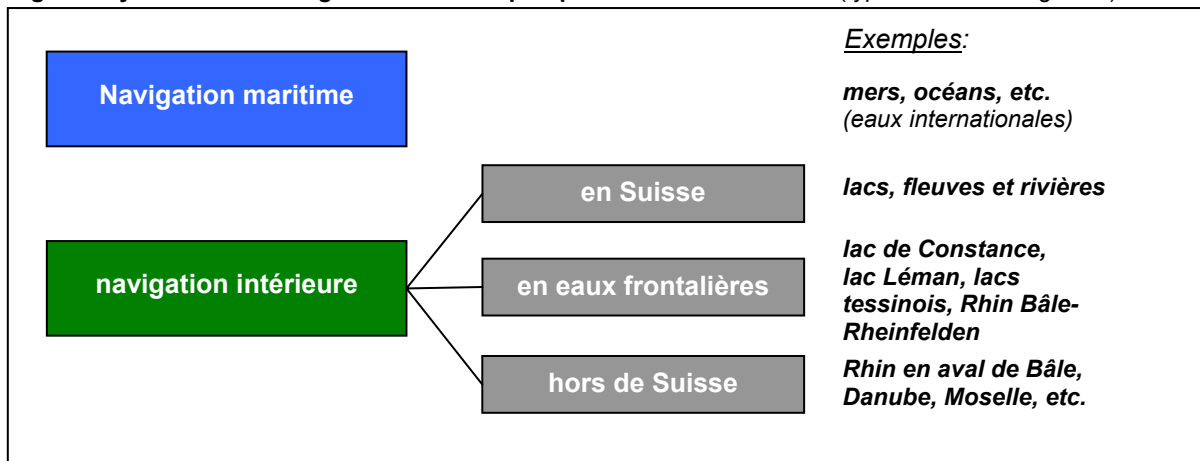 Exemples:
Navigation maritime
mers, océans, etc.
(eaux internationales)
en Suisse
lacs, fleuves et rivières
navigation intérieure
en eaux frontalières
lac de Constance,
lac Léman, lacs
tessinois, Rhin Bâle-
Rheinfelden
hors de Suisse
Rhin en aval de Bâle,
Danube, Moselle, etc.